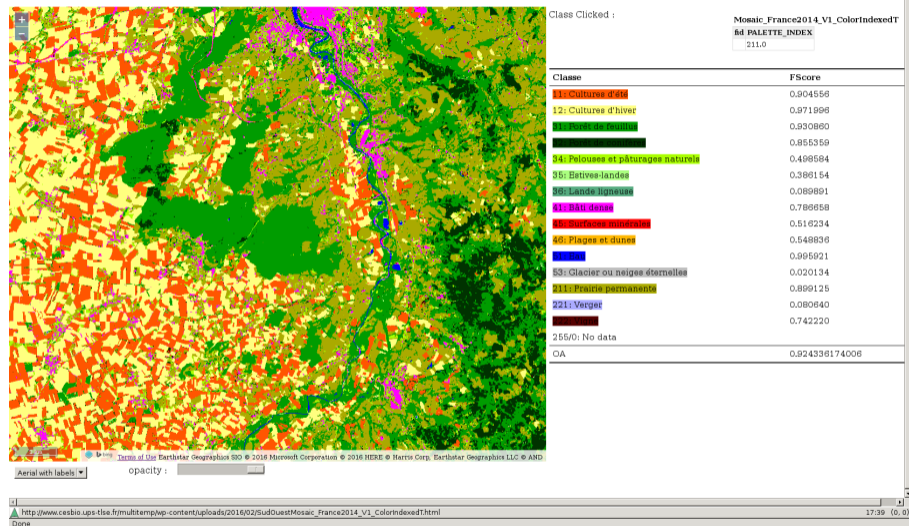 Class Clicked :
Mosaic_France2014_V1_ColorIndexedT
fid PALETTE_INDEX
211.0
Classe FScore
11: Cultures d'été 0.904556
12: Cultures d'hiver 0.971996
31: Forêt de feuillus 0.930860
0.855359
34: Pelouses et pâturages naturels 0.498584
35: Estives-landes 0.386154
36: Lande ligneuse 0.089891
41: Bâti dense 0.786658
45: Surfaces minérales 0.516234
46: Plages et dunes 0.548836
51: Eau 0.995921
53: Glacier ou neiges éternelles 0.020134
211: Prairie permanente 0.899125
221: Verger 0.080640
0.742220
255/0: No data
OA 0.924336174006
Terms of Use Earthstar Geographics SIO © 2016 Microsoft Corporation © 2016 HERE © Harris Corp, Earthstar Geographics LLC © AND
Aerial with labels opacity :
http://www.cesbio.ups-tlse.fr/multitemp/wp-content/uploads/2016/02/SudOuestMosaic_France2014_V1_ColorIndexedT.html 17:39 (0, 0)
Done